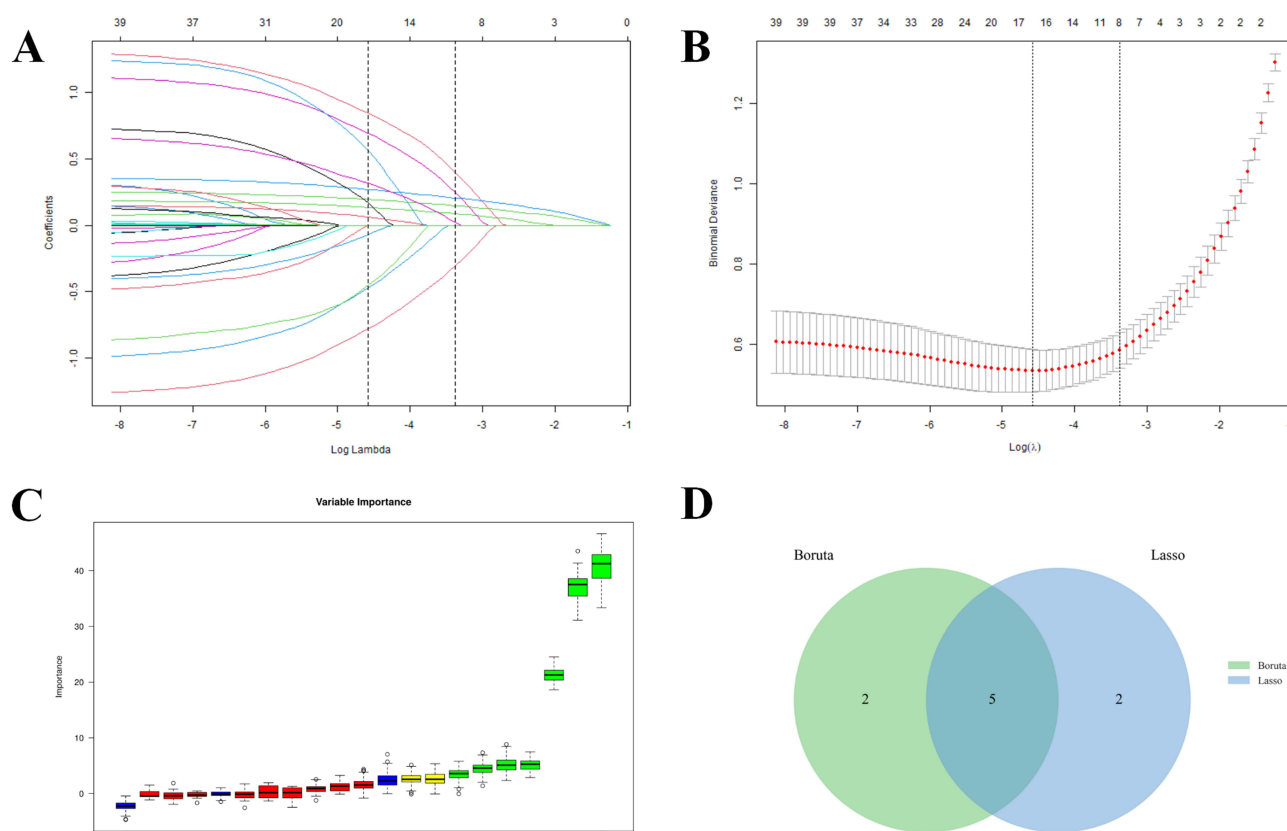 A
39 37 31 20 14 8 3 0
1.0
0.5
0.0
-0.5
-1.0
Coefficients
-8 -7 -6 -5 -4 -3 -2 -1
Log Lambda
B
39 39 39 37 34 33 28 24 20 17 16 14 11 8 7 4 3 3 2 2 2
1.2
1.0
0.8
0.6
Binomial Deviance
-8 -7 -6 -5 -4 -3 -2
Log(λ)
C
Variable Importance
40
30
20
10
0
Importance
D
Boruta Lasso
2 5 2
Boruta
Lasso